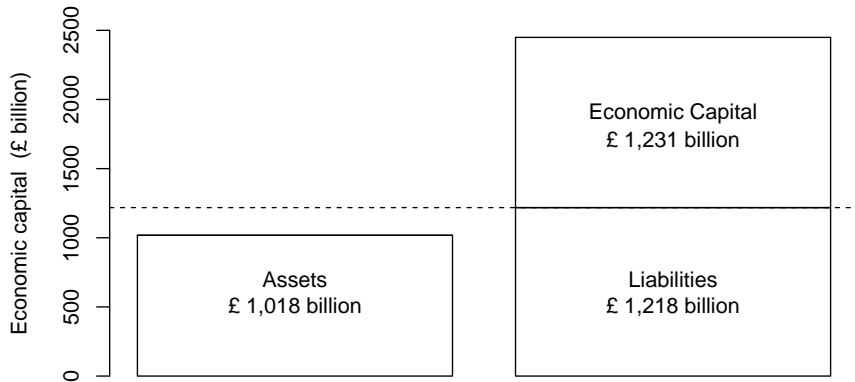 Economic capital (£ billion)
2500
2000
1500
1000
500
0
Economic Capital
£ 1,231 billion
Assets
£ 1,018 billion
Liabilities
£ 1,218 billion